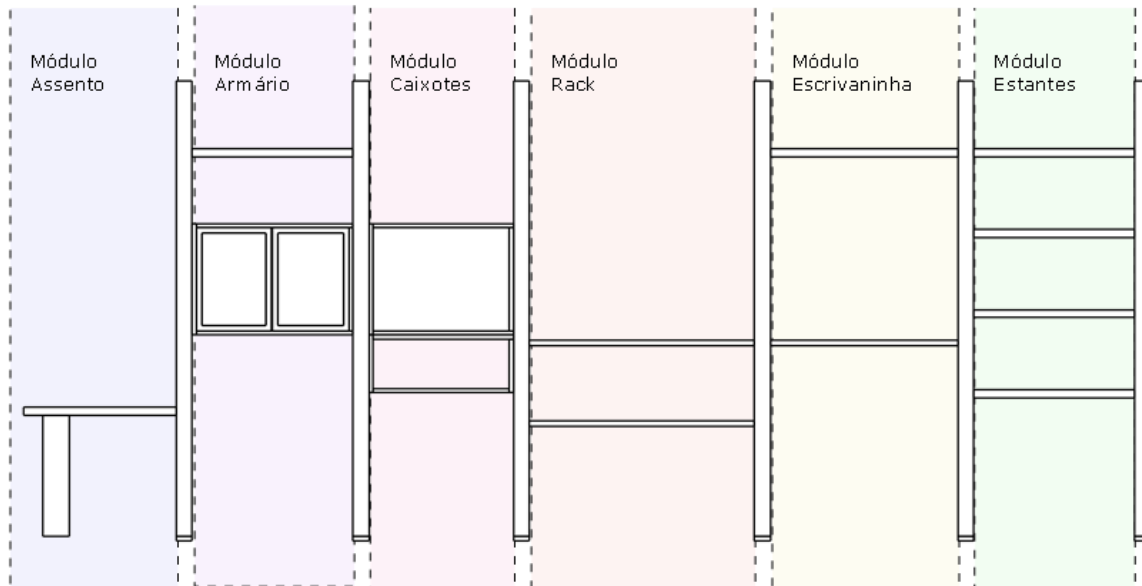 Módulo
Assento
Módulo
Armário
Módulo
Caixotes
Módulo
Rack
Módulo
Escrivaninha
Módulo
Estantes